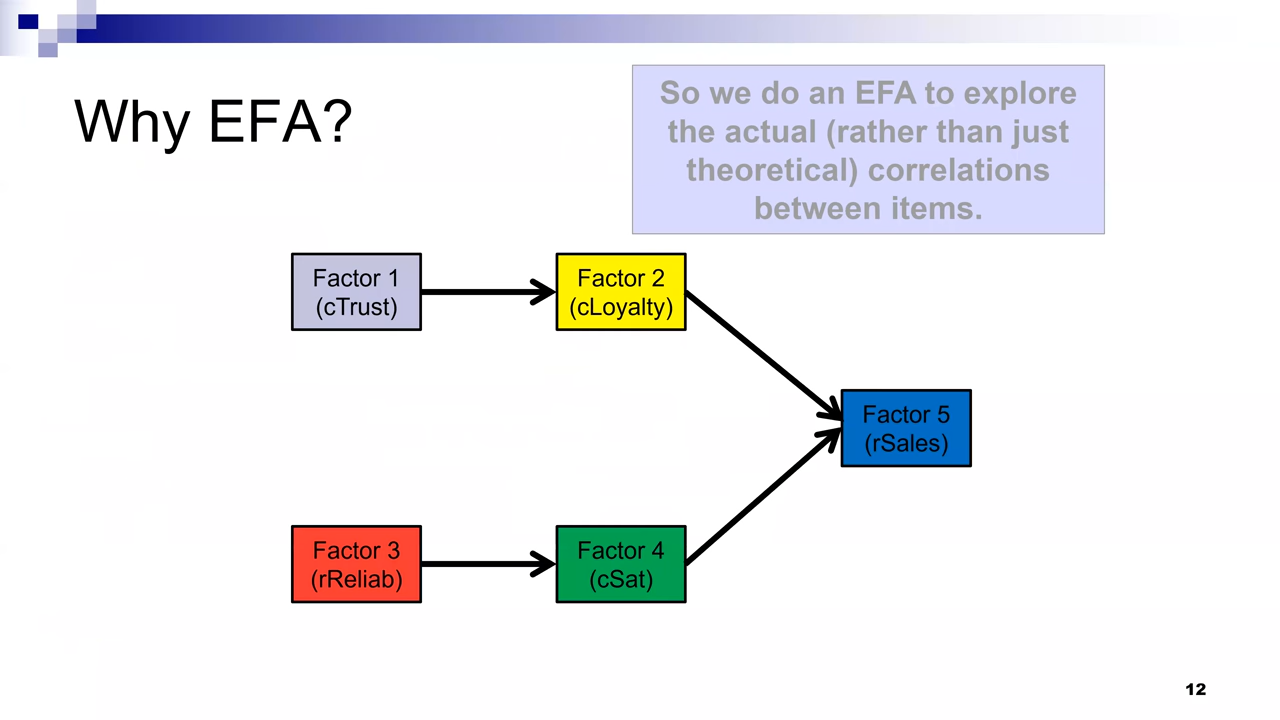 Why EFA?
So we do an EFA to explore
the actual (rather than just
theoretical) correlations
between items.
Factor 1
(cTrust)
Factor 2
(cLoyalty)
Factor 5
(rSales)
Factor 3
(rReliab)
Factor 4
(cSat)
12